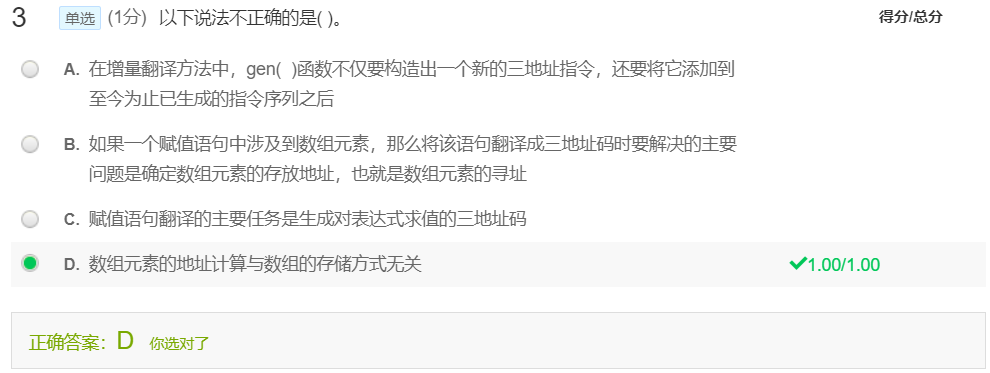 3 单选 (1分) 以下说法不正确的是( )。 得分/总分
A. 在增量翻译方法中，gen( )函数不仅要构造出一个新的三地址指令，还要将它添加到
至今为止已生成的指令序列之后
B. 如果一个赋值语句中涉及到数组元素，那么将该语句翻译成三地址码时要解决的主要
问题是确定数组元素的存放地址，也就是数组元素的寻址
C. 赋值语句翻译的主要任务是生成对表达式求值的三地址码
D. 数组元素的地址计算与数组的存储方式无关 1.00/1.00
正确答案：D 你选对了